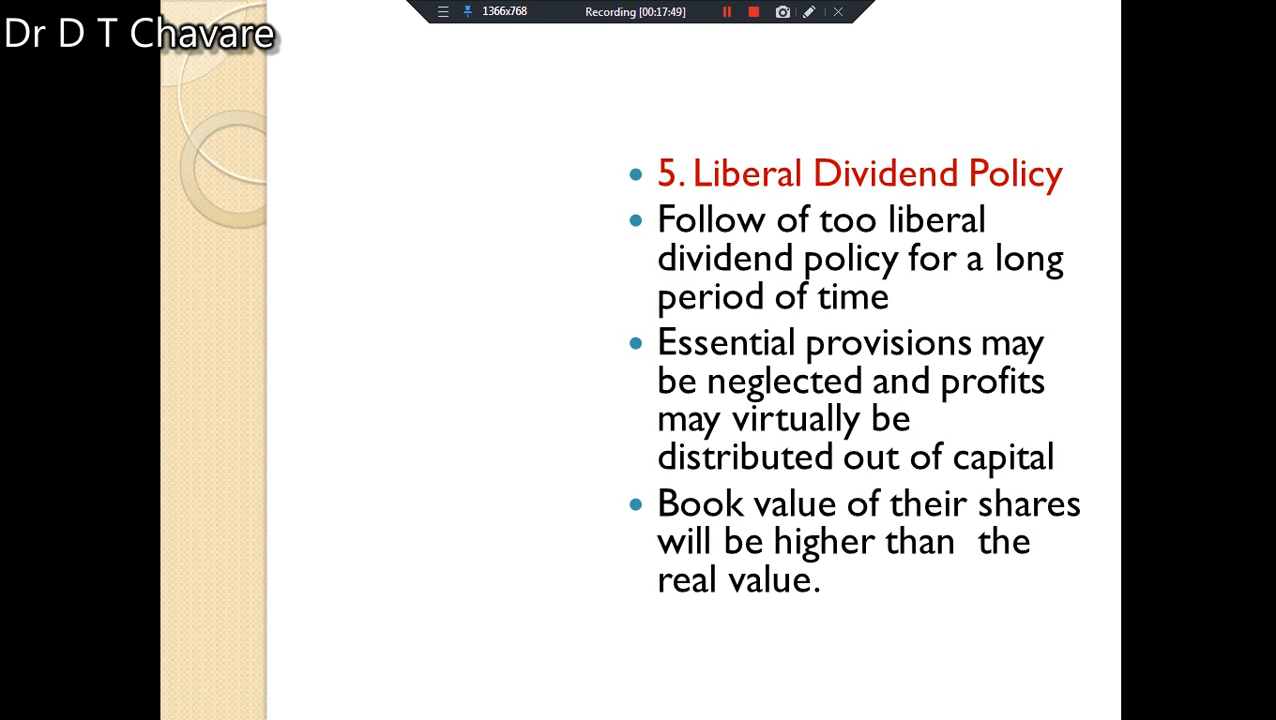 1366x768 Recording [00:17:49]
Dr D T Chavare
5. Liberal Dividend Policy
Follow of too liberal
dividend policy for a long
period of time
Essential provisions may
be neglected and profits
may virtually be
distributed out of capital
Book value of their shares
will be higher than the
real value.